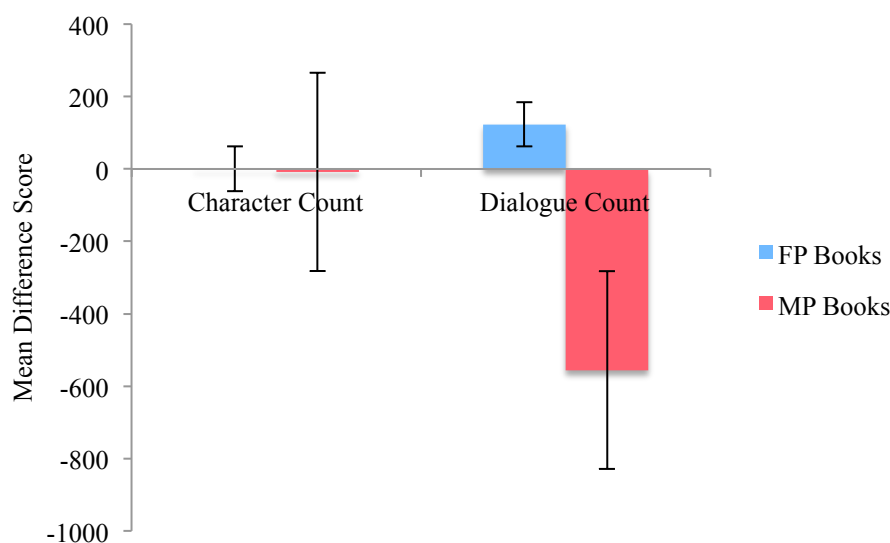 400
200
0
-200
-400
-600
-800
-1000
Mean Difference Score
Character Count
Dialogue Count
FP Books
MP Books